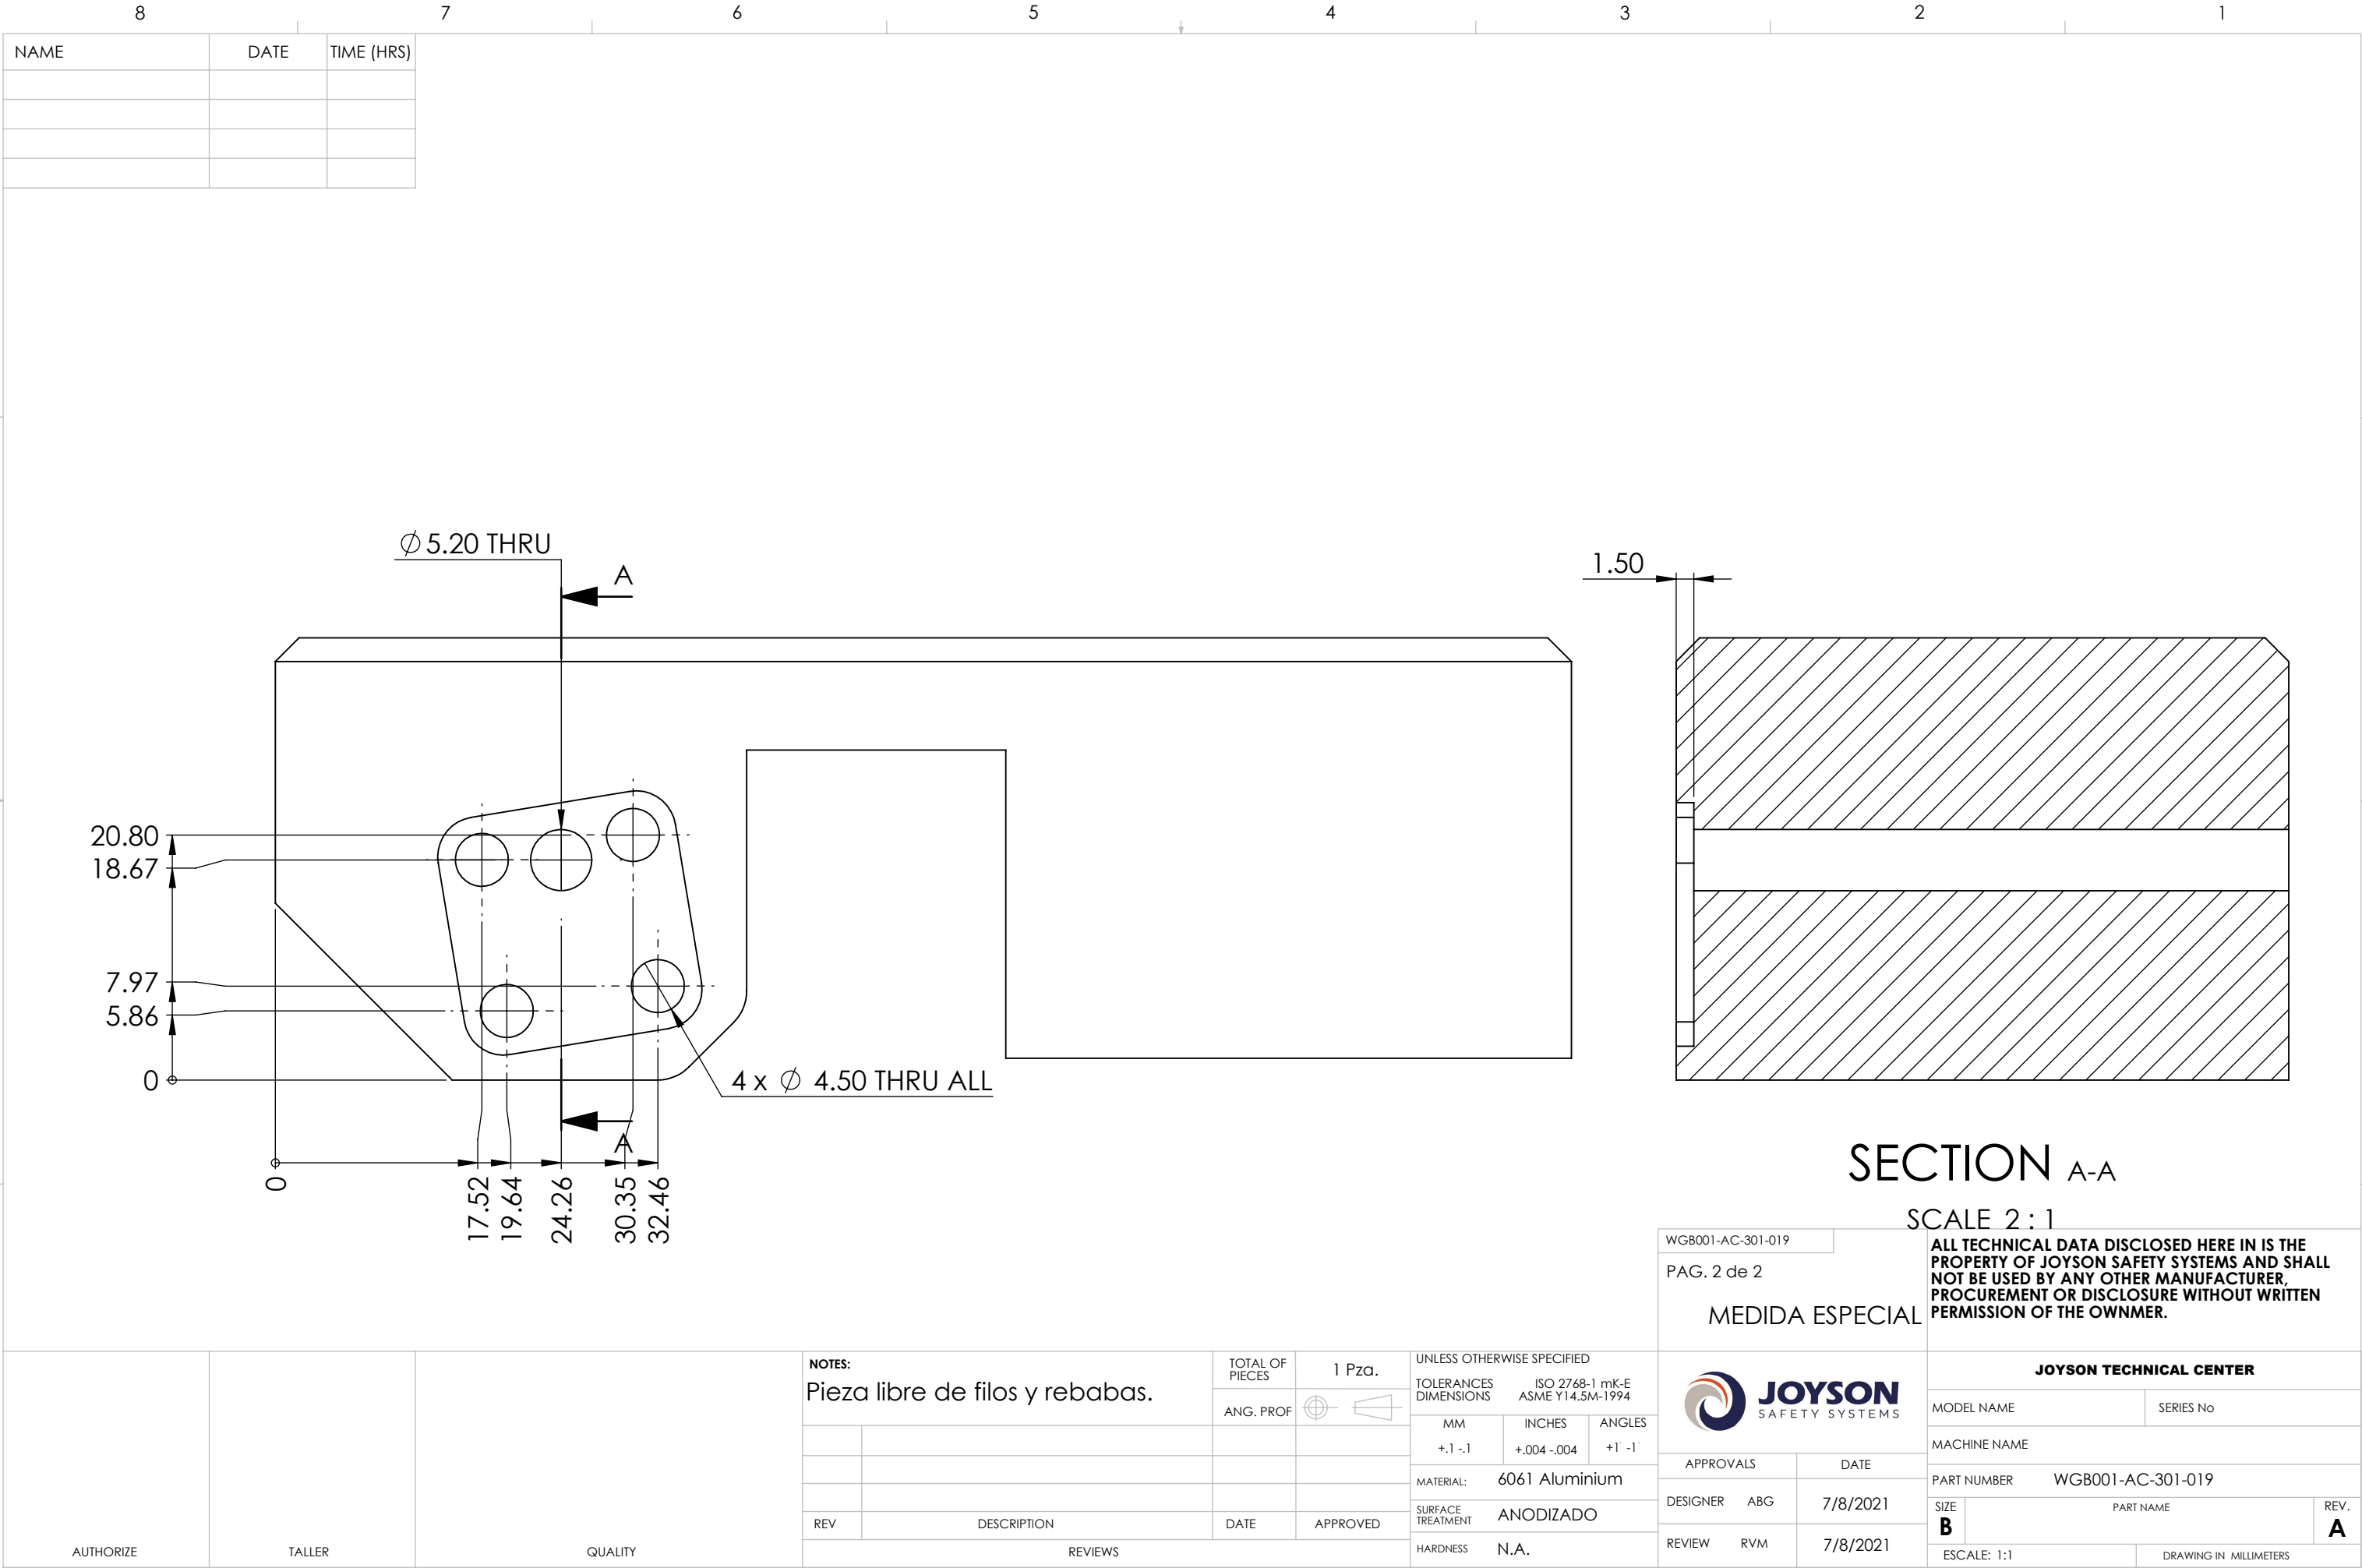 8 7 6 5 4 3 2 1
NAME DATE TIME (HRS)
∅5.20 THRU
A
1.50
20.80
18.67
7.97
5.86
0
4 x ∅ 4.50 THRU ALL
A
0 17.52 19.64 24.26 30.35 32.46
SECTION A-A
SCALE 2 : 1
WGB001-AC-301-019
PAG. 2 de 2
MEDIDA ESPECIAL
ALL TECHNICAL DATA DISCLOSED HERE IN IS THE
PROPERTY OF JOYSON SAFETY SYSTEMS AND SHALL
NOT BE USED BY ANY OTHER MANUFACTURER,
PROCUREMENT OR DISCLOSURE WITHOUT WRITTEN
PERMISSION OF THE OWNMER.
AUTHORIZE TALLER QUALITY
NOTES:
Pieza libre de filos y rebabas.
TOTAL OF
PIECES
1 Pza.
ANG. PROF
REV DESCRIPTION DATE APPROVED
REVIEWS
UNLESS OTHERWISE SPECIFIED
TOLERANCES ISO 2768-1 mK-E
DIMENSIONS ASME Y14.5M-1994
MM INCHES ANGLES
+.1 -.1 +.004 -.004 +1° -1°
MATERIAL: 6061 Aluminium
SURFACE
TREATMENT
ANODIZADO
HARDNESS N.A.
JOYSON
SAFETY SYSTEMS
APPROVALS DATE
DESIGNER ABG 7/8/2021
REVIEW RVM 7/8/2021
JOYSON TECHNICAL CENTER
MODEL NAME SERIES No
MACHINE NAME
PART NUMBER WGB001-AC-301-019
SIZE PART NAME REV.
B A
ESCALE: 1:1 DRAWING IN MILLIMETERS